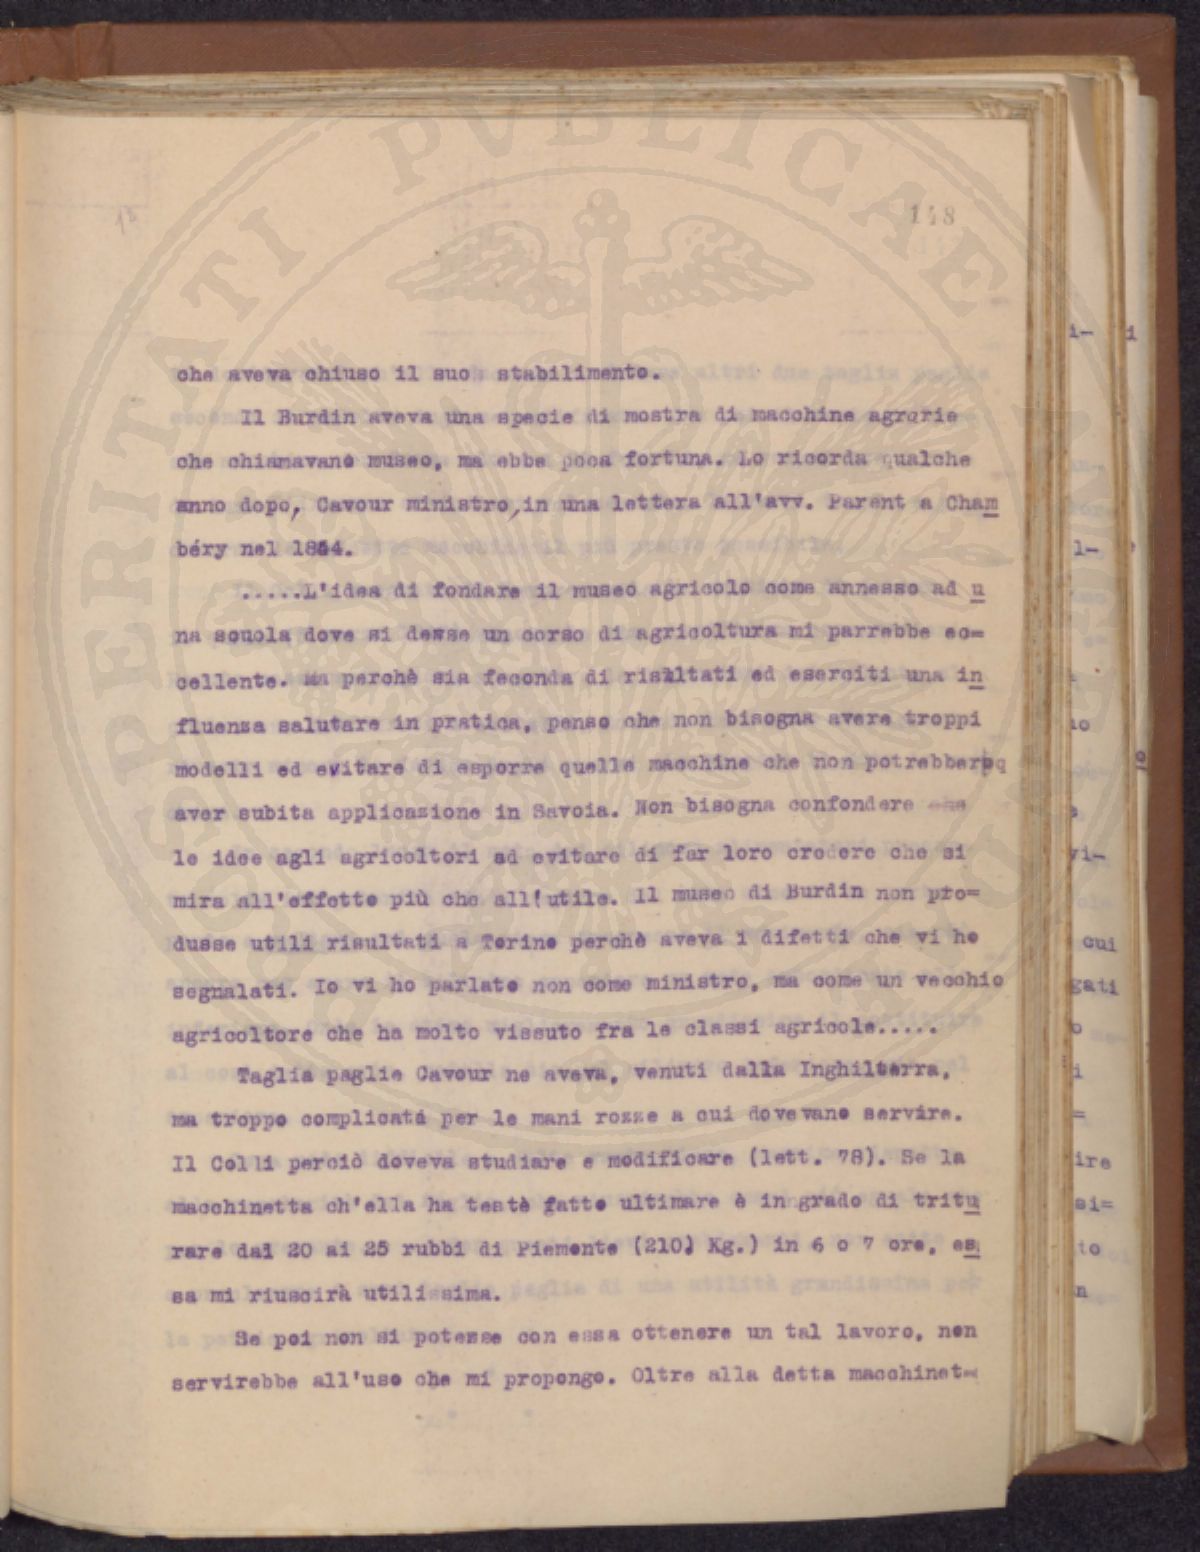 148
che aveva chiuso il suo stabilimento.
Il Burdin aveva una specie di mostra di macchine agrarie
che chiamavano museo, ma ebbe poca fortuna. Lo ricorda qualche
anno dopo, Cavour ministro, in una lettera all'avv. Parent a Cham
béry nel 1854.
.....L'idea di fondare il museo agricolo come annesso ad u
na scuola dove si desse un corso di agricoltura mi parrebbe ec=
cellente. Ma perchè sia feconda di risultati ed eserciti una in
fluenza salutare in pratica, penso che non bisogna avere troppi
modelli ed evitare di esporre quelle macchine che non potrebbero
aver subita applicazione in Savoia. Non bisogna confondere
le idee agli agricoltori ad evitare di far loro credere che si
mira all'effetto più che all'utile. Il museo di Burdin non pro=
dusse utili risultati a Torino perchè aveva i difetti che vi ho
segnalati. Io vi ho parlato non come ministro, ma come un vecchio
agricoltore che ha molto vissuto fra le classi agricole.....
Taglia paglie Cavour ne aveva, venuti dalla Inghilterra,
ma troppo complicati per le mani rozze a cui dovevano servire.
Il Colli perciò doveva studiare e modificare (lett. 78). Se la
macchinetta ch'ella ha testè fatto ultimare è in grado di tritu
rare dai 20 ai 25 rubbi di Piemonte (210 Kg.) in 6 o 7 ore, es
sa mi riuscirà utilissima.
Se poi non si potesse con essa ottenere un tal lavoro, non
servirebbe all'uso che mi propongo. Oltre alla detta macchinet=